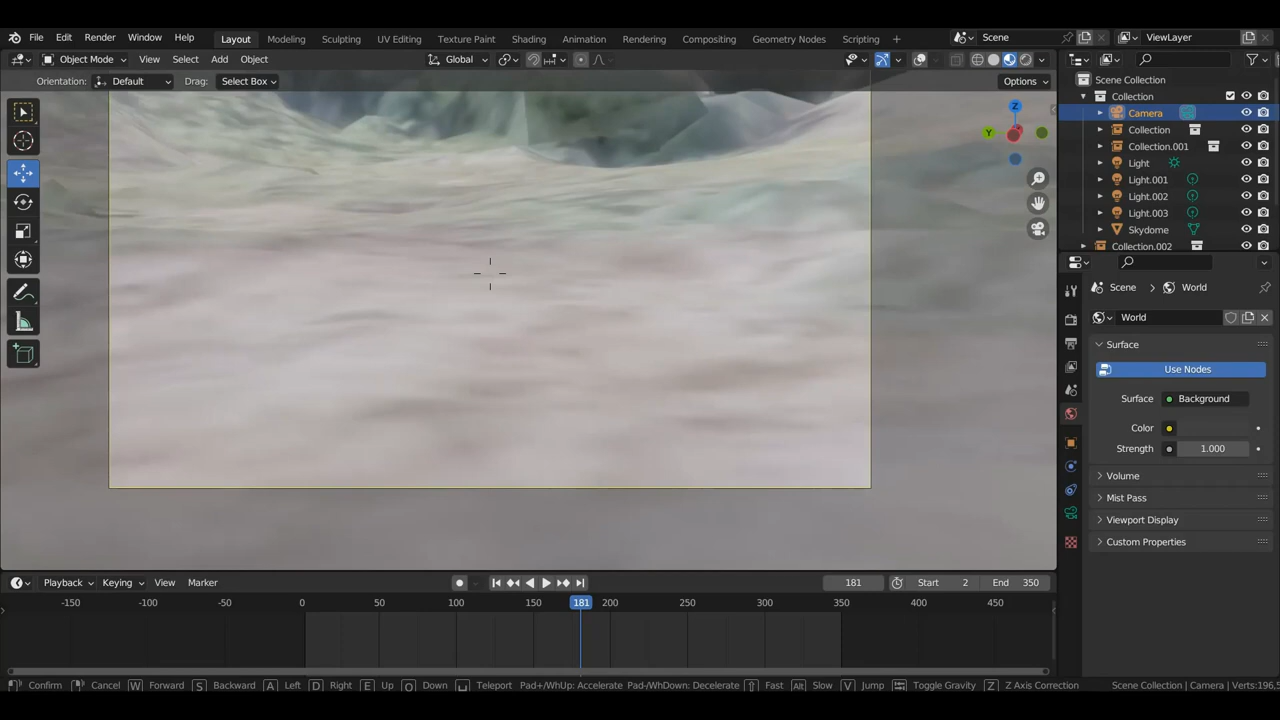 File Edit Render Window Help Layout Modeling Sculpting UV Editing Texture Paint Shading Animation Rendering Compositing Geometry Nodes Scripting Scene ViewLayer
Object Mode View Select Add Object Global
Orientation: Default Drag: Select Box Options
Scene Collection
Collection
Camera
Collection
Collection.001
Light
Light.001
Light.002
Light.003
Skydome
Collection.002
Z
Y
Scene World
World
Surface
Use Nodes
Surface Background
Color
Strength 1.000
Volume
Mist Pass
Viewport Display
Custom Properties
Playback Keying View Marker 181 Start 2 End 350
-150 -100 -50 0 50 100 150 181 200 250 300 350 400 450
Confirm Cancel W Forward S Backward A Left D Right E Up Q Down Teleport Pad+/WhUp: Accelerate Pad-/WhDown: Decelerate Fast Alt Slow V Jump Toggle Gravity Z Z Axis Correction Scene Collection | Camera | Verts:196,5